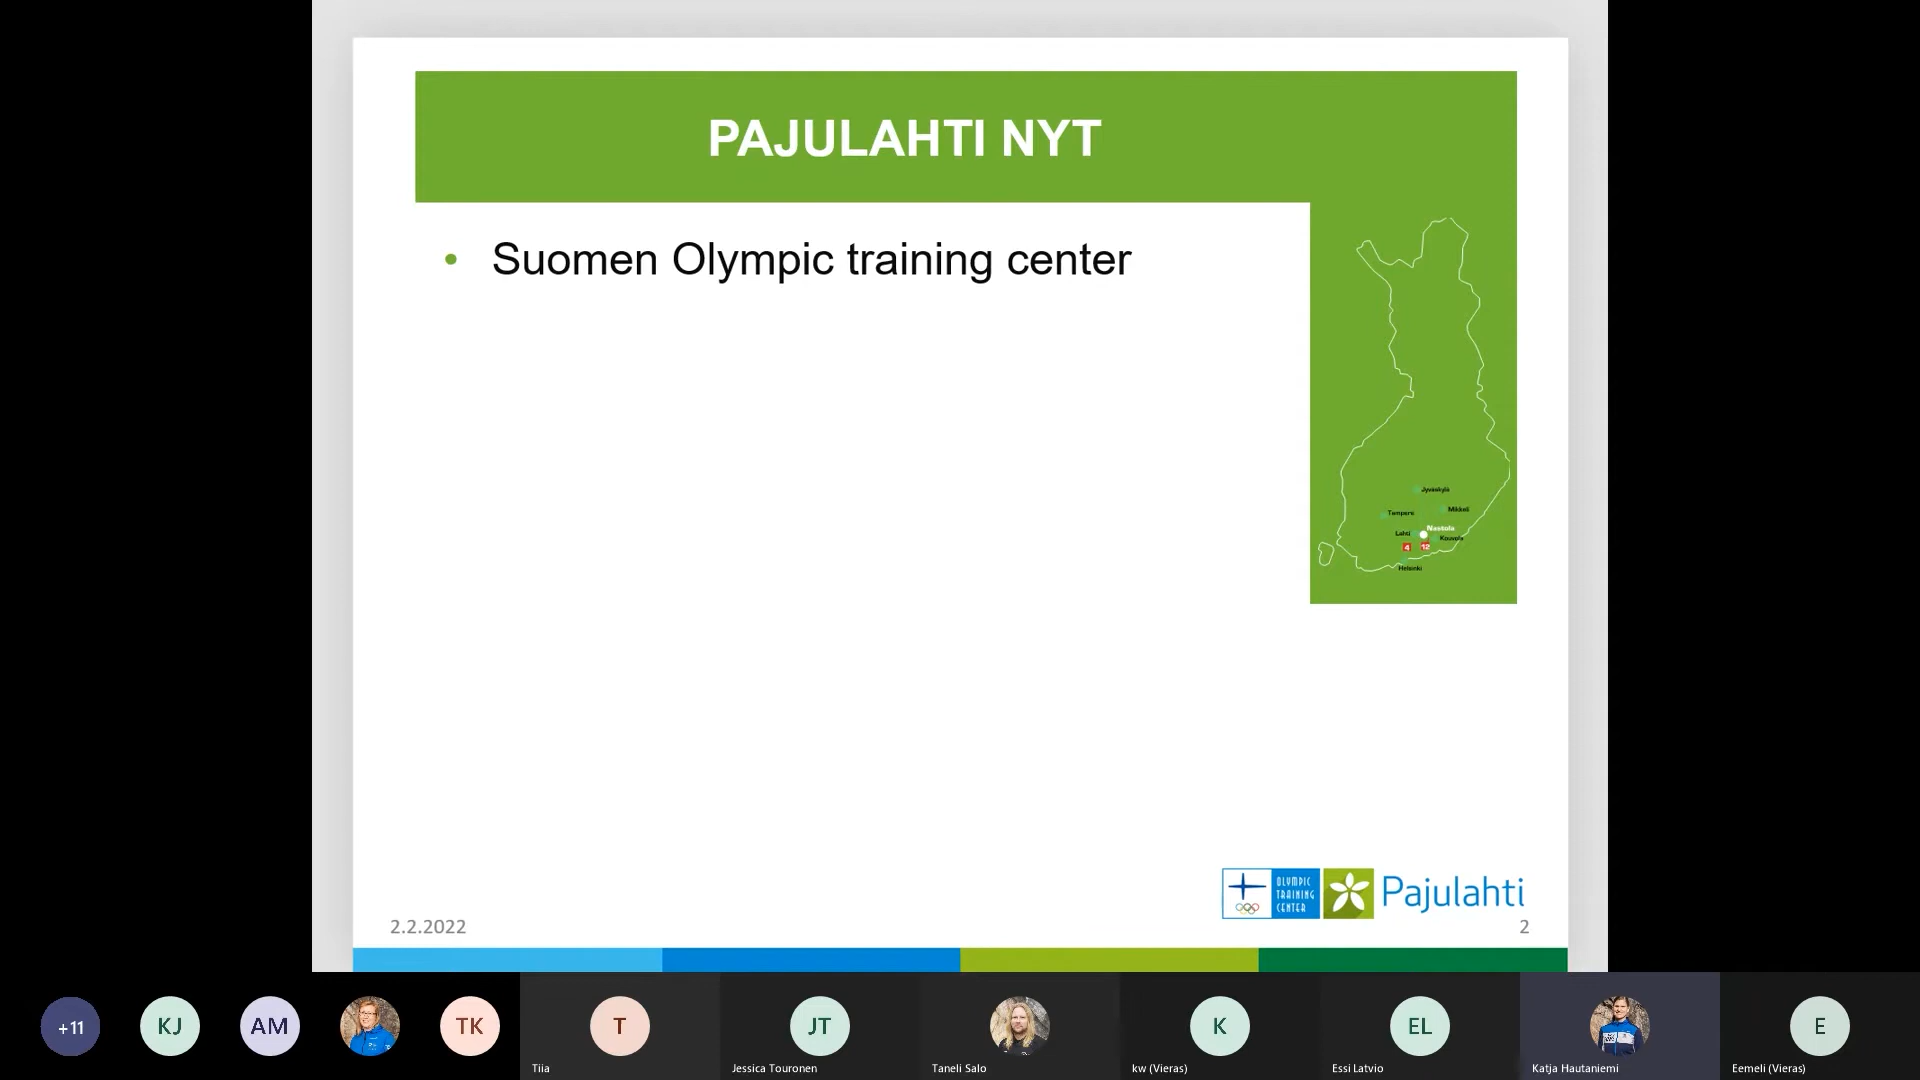 PAJULAHTI NYT
• Suomen Olympic training center
Jyväskylä
Mikkeli
Tampere
Nastola
Lahti
Kouvola
4 12
Helsinki
OLYMPIC
TRAINING
CENTER
Pajulahti
2.2.2022
2
+11
KJ
AM
TK
T
JT
K
EL
E
Tiia
Jessica Touronen
Taneli Salo
kw (Vieras)
Essi Latvio
Katja Hautaniemi
Eemeli (Vieras)